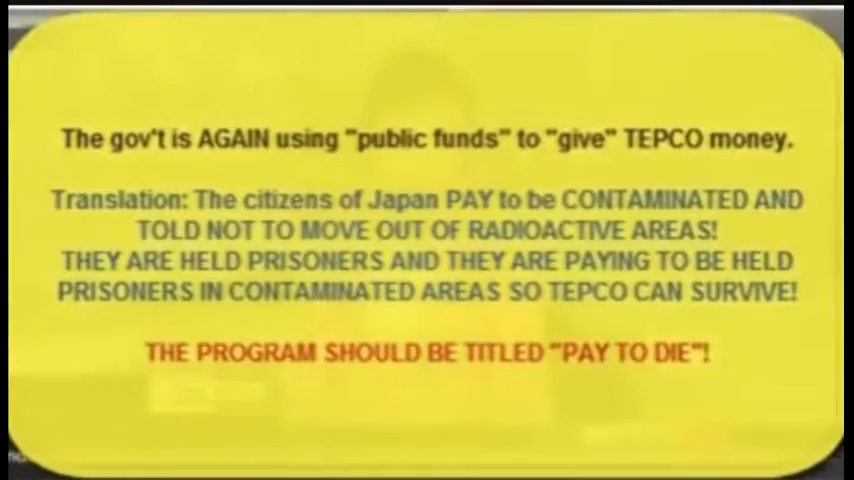 The gov't is AGAIN using "public funds" to "give" TEPCO money.
Translation: The citizens of Japan PAY to be CONTAMINATED AND
TOLD NOT TO MOVE OUT OF RADIOACTIVE AREAS!
THEY ARE HELD PRISONERS AND THEY ARE PAYING TO BE HELD
PRISONERS IN CONTAMINATED AREAS SO TEPCO CAN SURVIVE!
THE PROGRAM SHOULD BE TITLED "PAY TO DIE"!